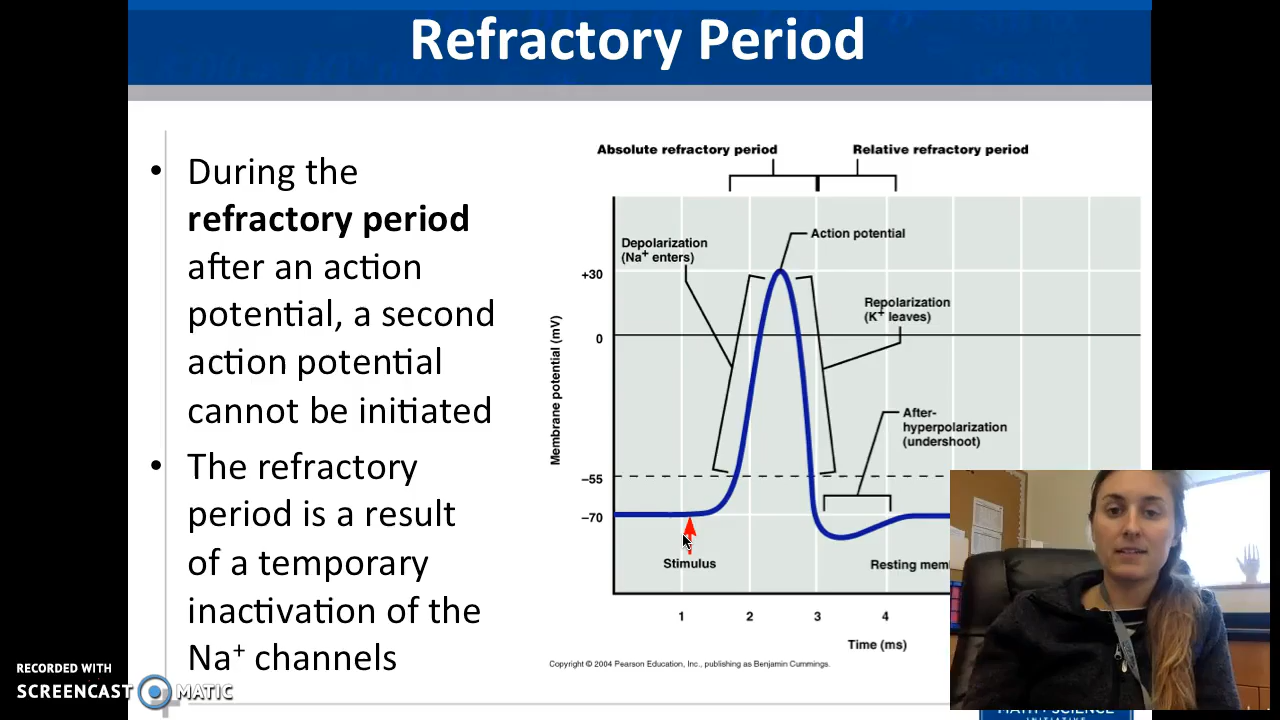 Refractory Period
• During the
refractory period
after an action
potential, a second
action potential
cannot be initiated
• The refractory
period is a result
of a temporary
inactivation of the
Na⁺ channels
Absolute refractory period
Relative refractory period
Action potential
Depolarization
(Na⁺ enters)
Repolarization
(K⁺ leaves)
After-
hyperpolarization
(undershoot)
Membrane potential (mV)
+30
0
–55
–70
Stimulus
Resting mem
1 2 3 4
Time (ms)
Copyright © 2004 Pearson Education, Inc., publishing as Benjamin Cummings.
RECORDED WITH
SCREENCAST MATIC
MATH SCIENCE
INITIATIVE